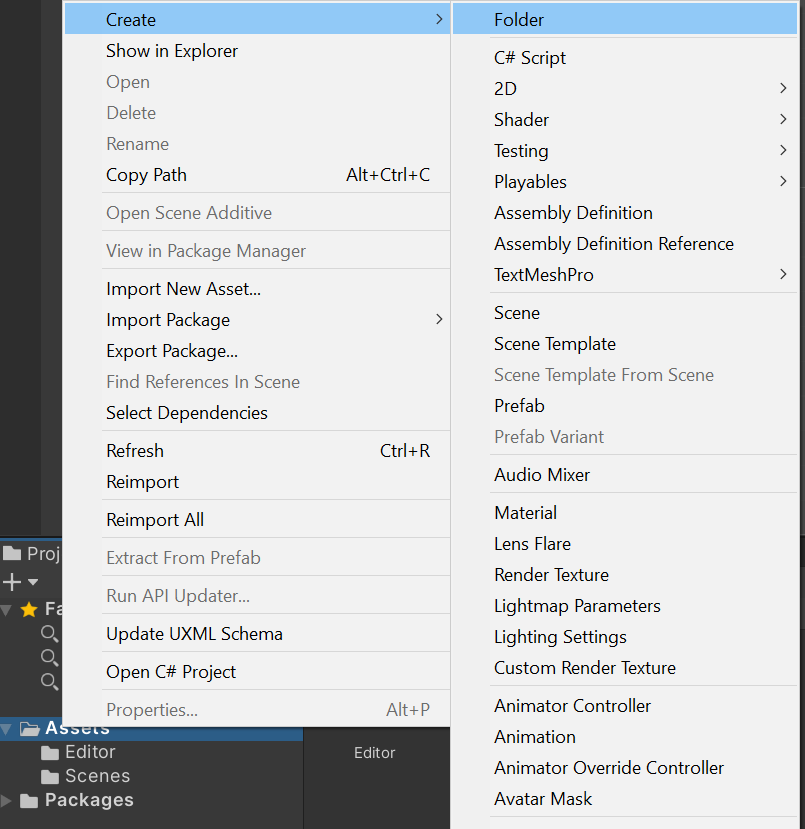 Create
Show in Explorer
Open
Delete
Rename
Copy Path Alt+Ctrl+C
Open Scene Additive
View in Package Manager
Import New Asset...
Import Package
Export Package...
Find References In Scene
Select Dependencies
Refresh Ctrl+R
Reimport
Reimport All
Extract From Prefab
Run API Updater...
Update UXML Schema
Open C# Project
Properties... Alt+P
Folder
C# Script
2D
Shader
Testing
Playables
Assembly Definition
Assembly Definition Reference
TextMeshPro
Scene
Scene Template
Scene Template From Scene
Prefab
Prefab Variant
Audio Mixer
Material
Lens Flare
Render Texture
Lightmap Parameters
Lighting Settings
Custom Render Texture
Animator Controller
Animation
Animator Override Controller
Avatar Mask
Proj
Fa
Assets
Editor
Scenes
Packages
Editor